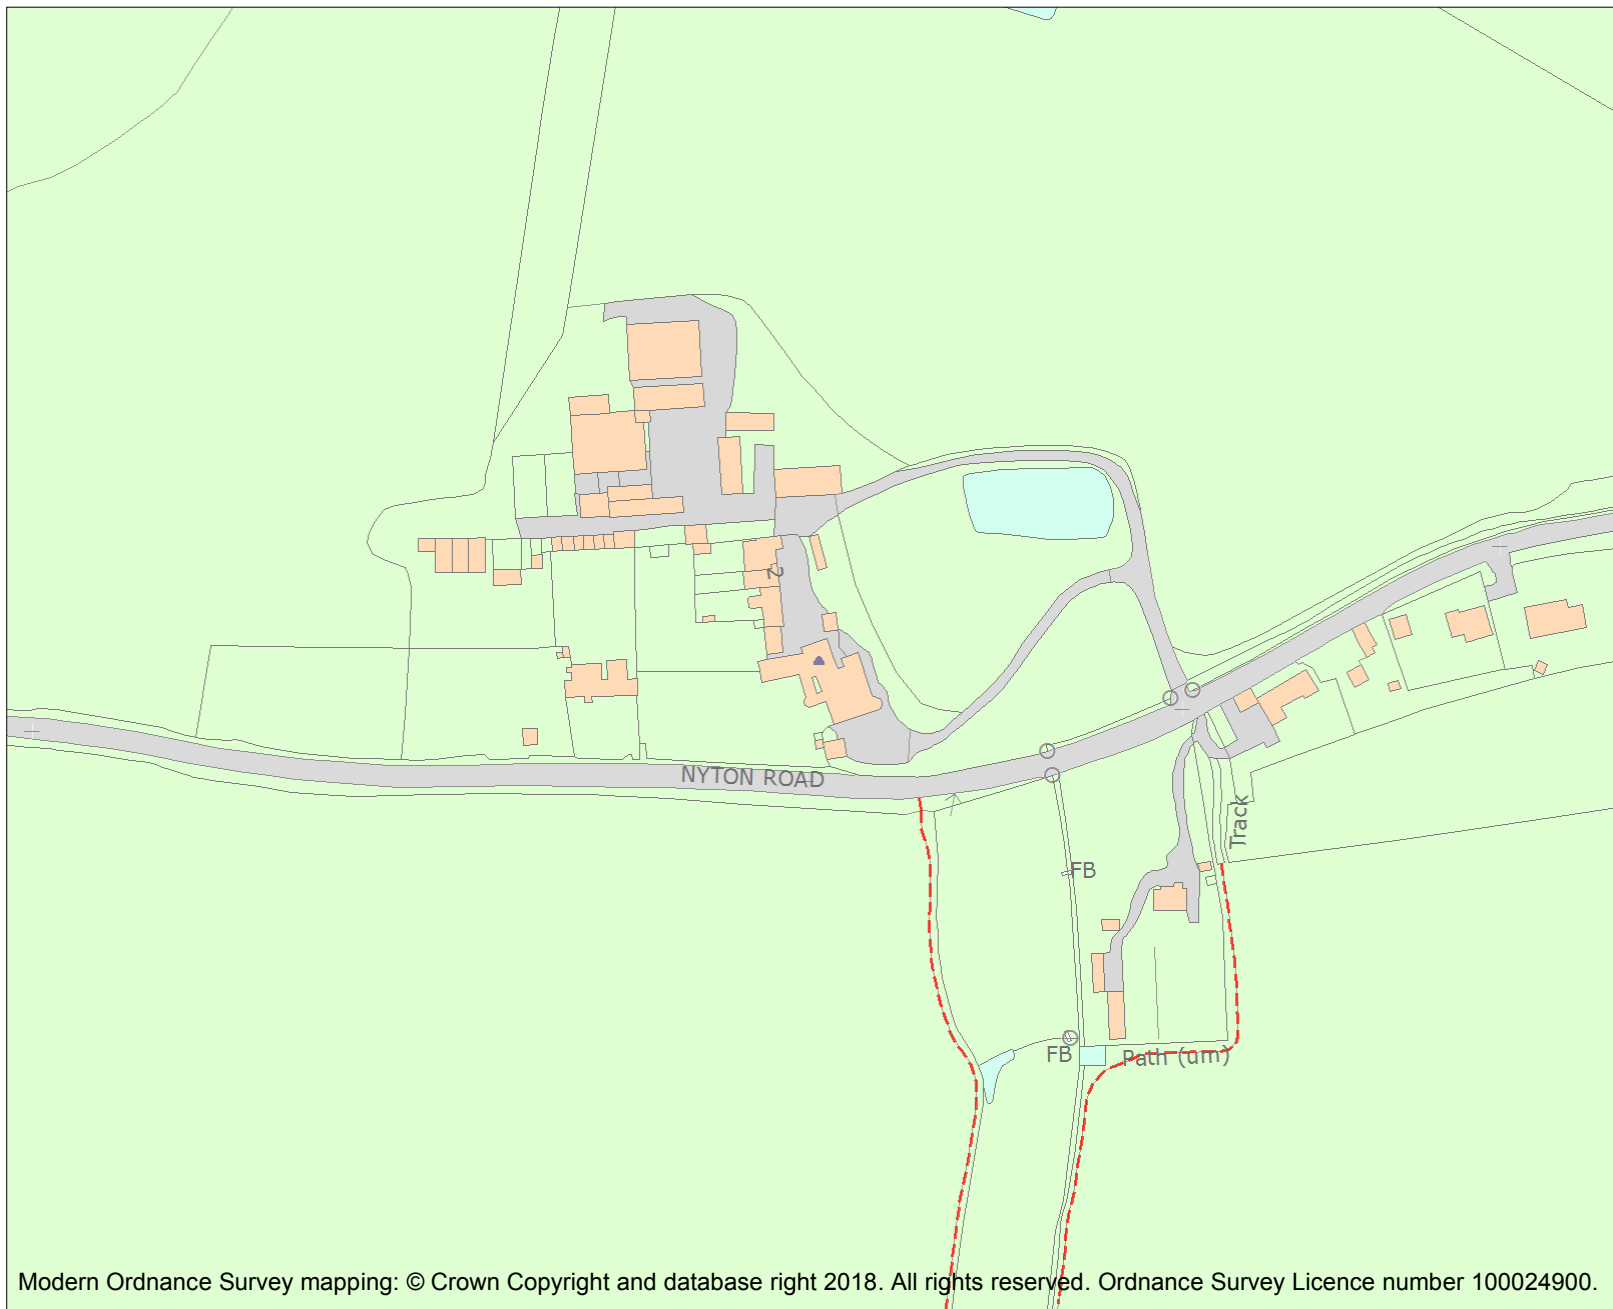 2
NYTON ROAD
Track
FB
FB
Path (um)
Modern Ordnance Survey mapping: © Crown Copyright and database right 2018. All rights reserved. Ordnance Survey Licence number 100024900.